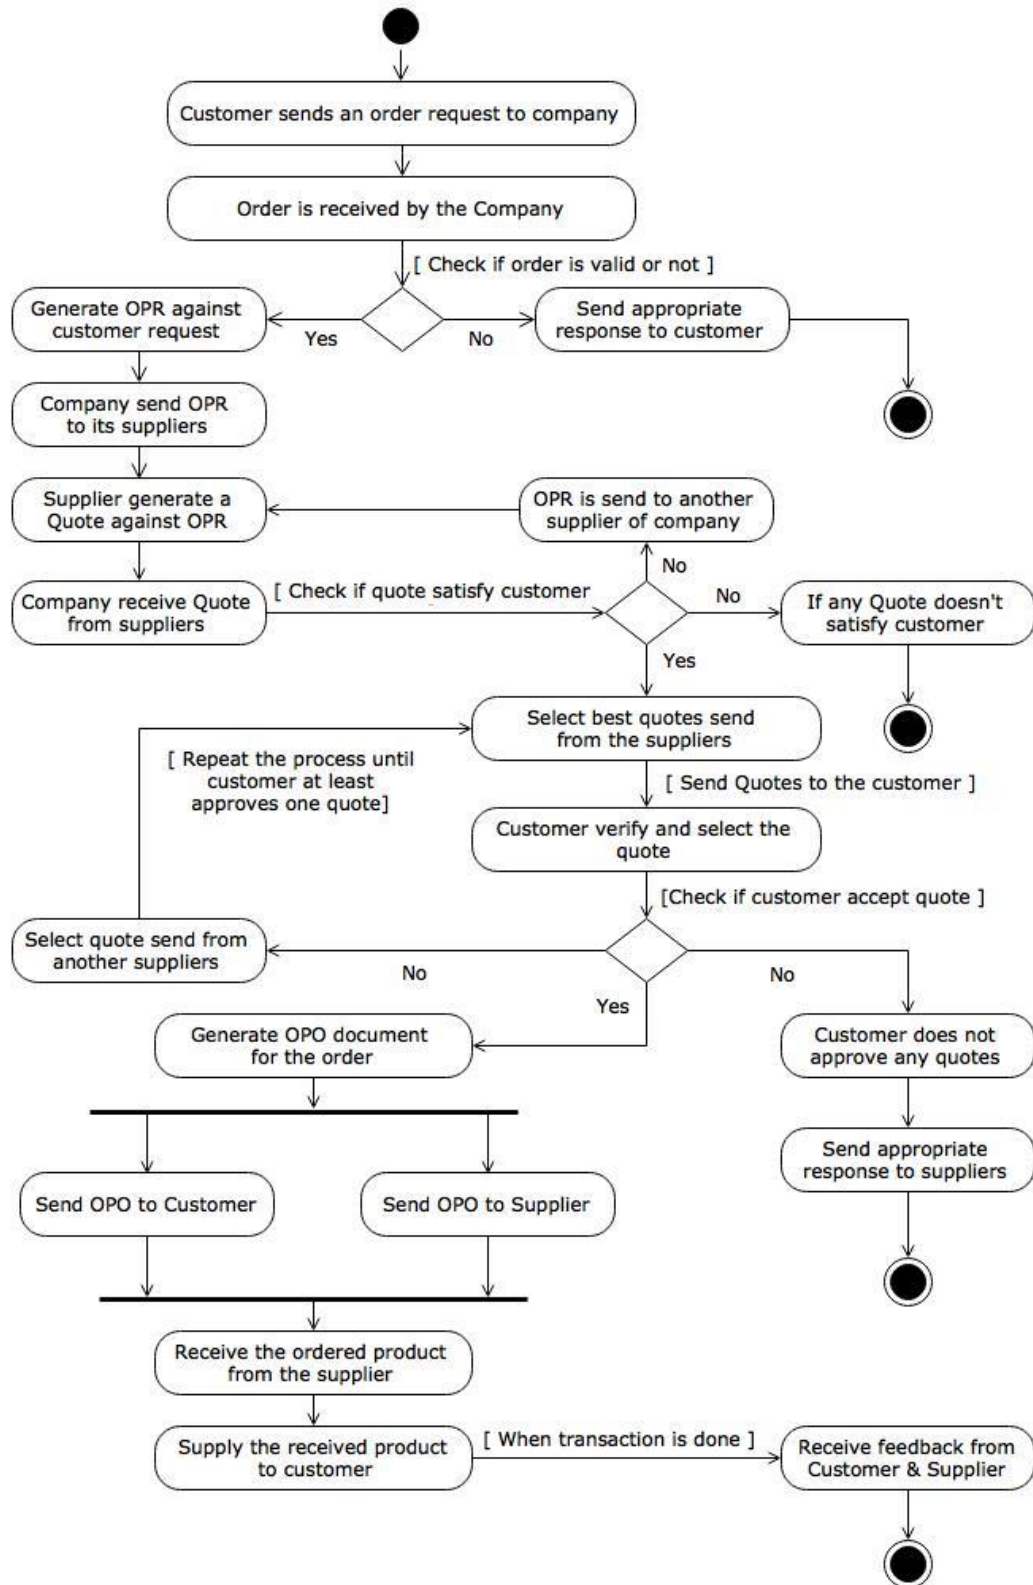 Customer sends an order request to company
Order is received by the Company
[ Check if order is valid or not ]
Generate OPR against
customer request
Yes
No
Send appropriate
response to customer
Company send OPR
to its suppliers
Supplier generate a
Quote against OPR
OPR is send to another
supplier of company
No
Company receive Quote
from suppliers
[ Check if quote satisfy customer
No
If any Quote doesn't
satisfy customer
Yes
Select best quotes send
from the suppliers
[ Repeat the process until
customer at least
approves one quote]
[ Send Quotes to the customer ]
Customer verify and select the
quote
[Check if customer accept quote ]
Select quote send from
another suppliers
No
No
Yes
Generate OPO document
for the order
Customer does not
approve any quotes
Send appropriate
response to suppliers
Send OPO to Customer
Send OPO to Supplier
Receive the ordered product
from the supplier
Supply the received product
to customer
[ When transaction is done ]
Receive feedback from
Customer & Supplier